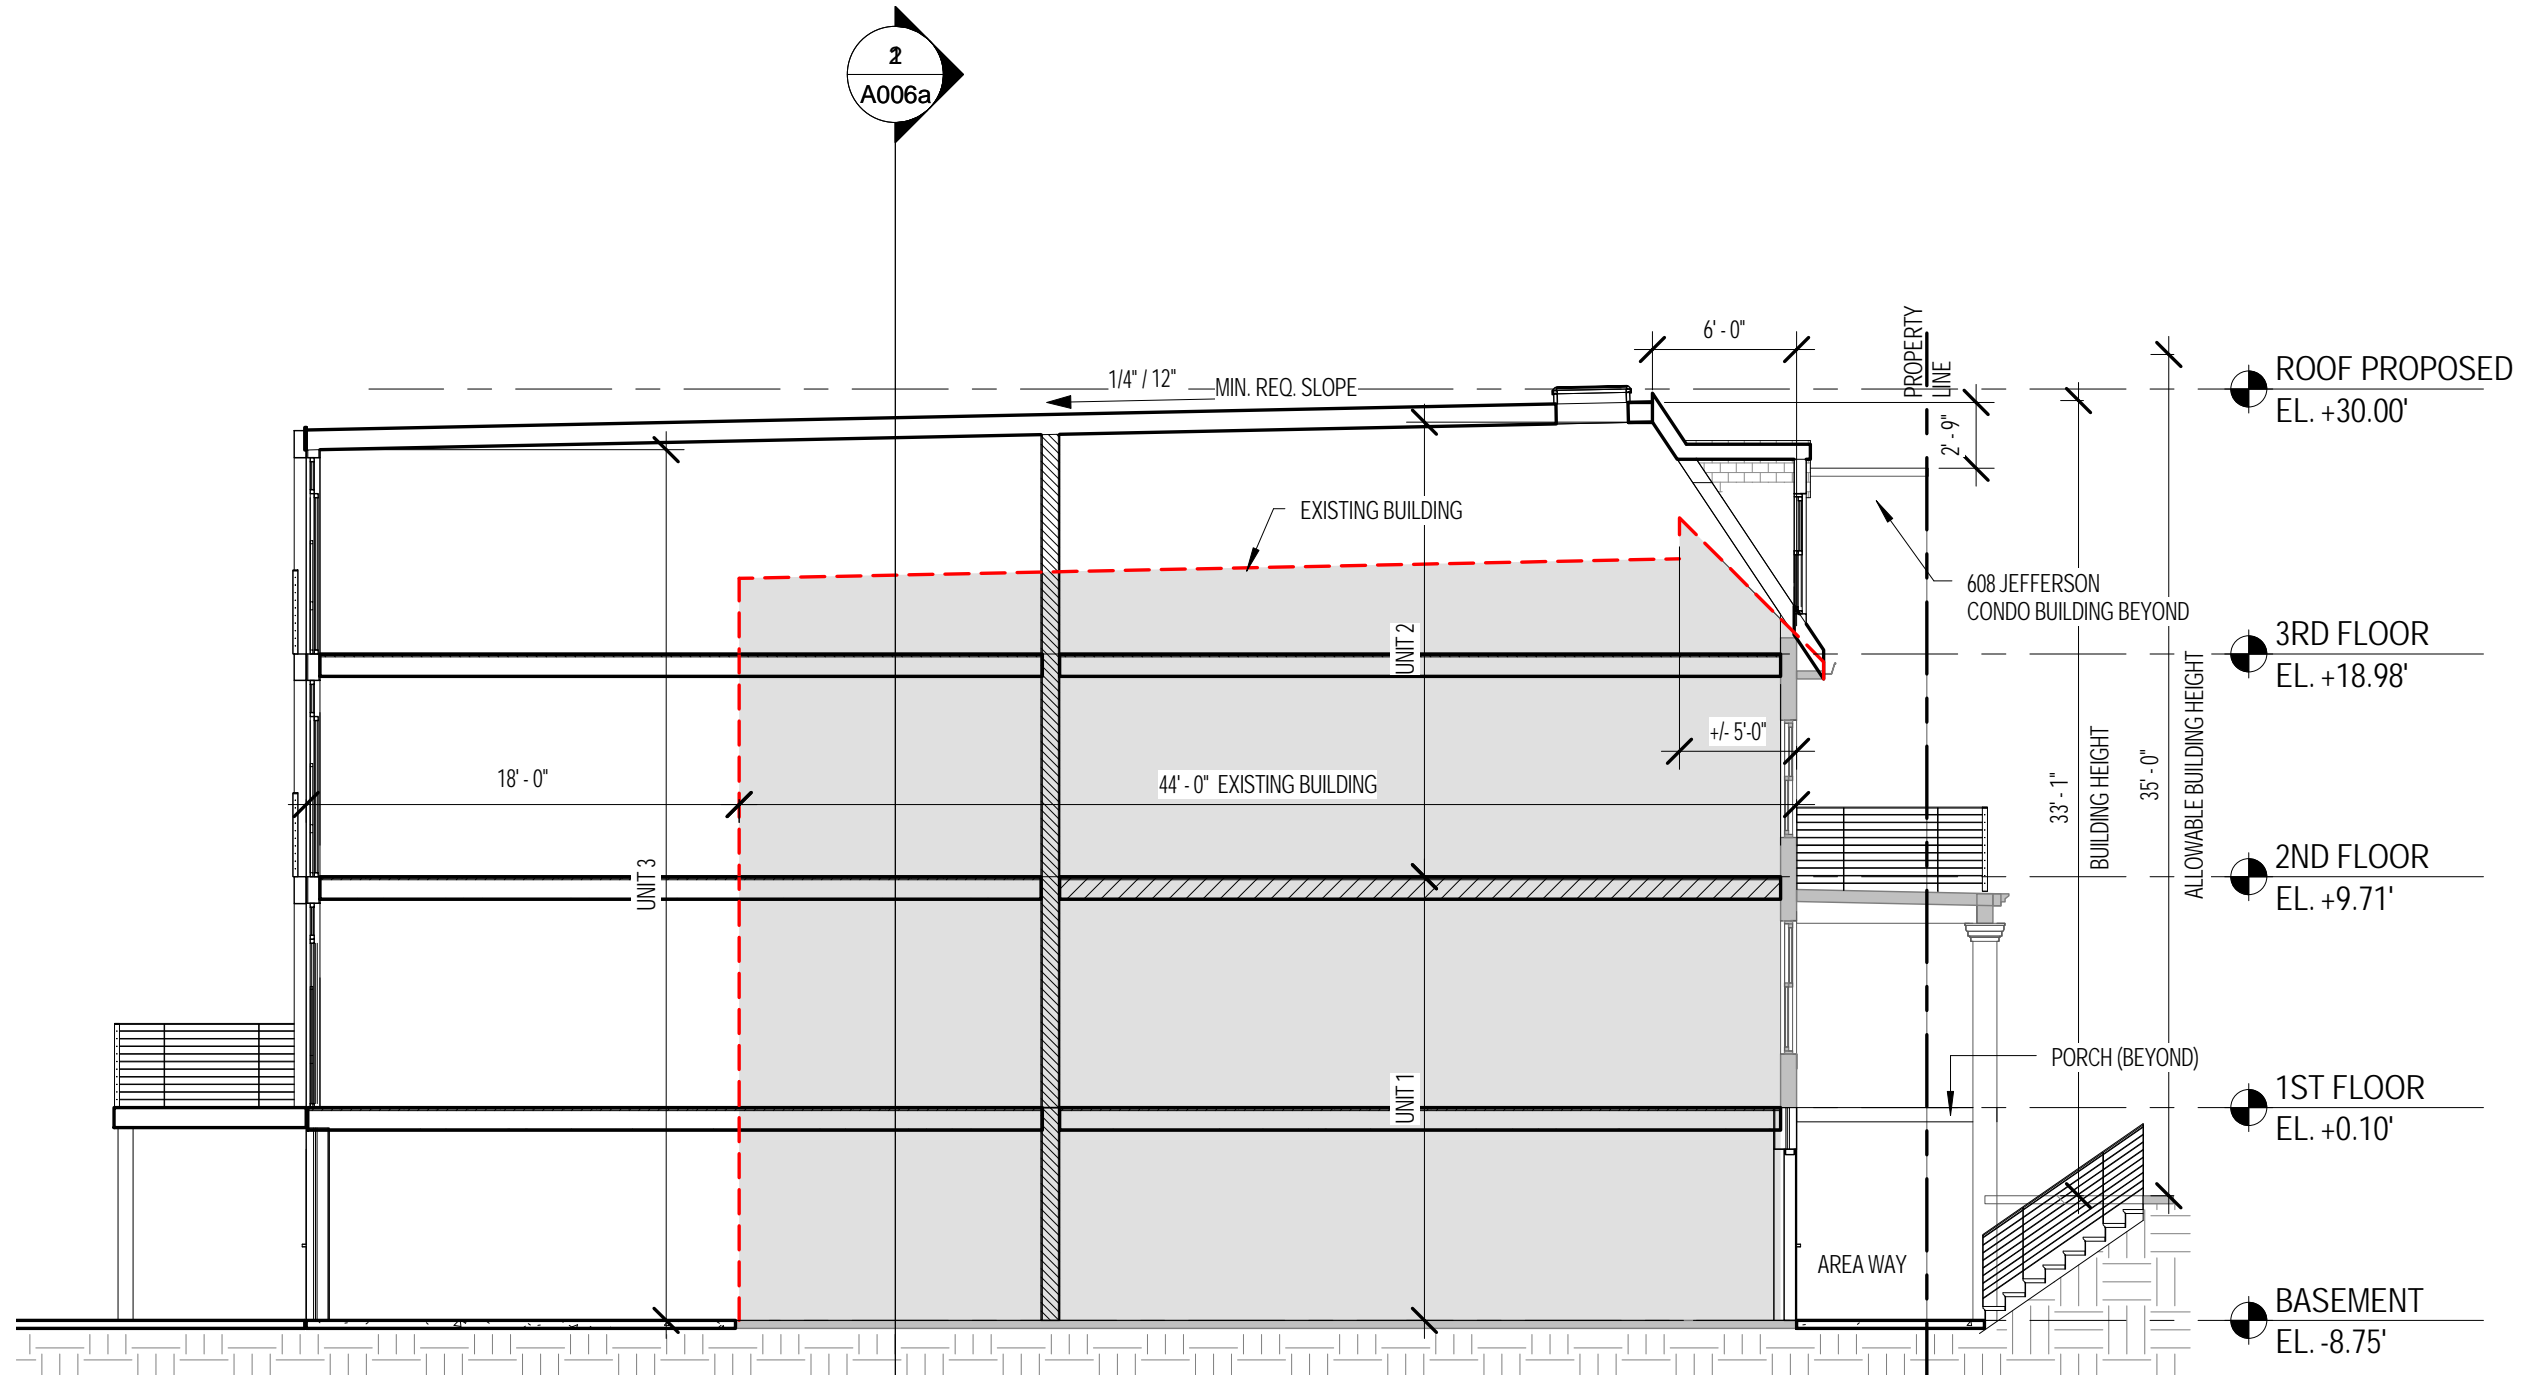 A006a
6' - 0"
PROPERTY
LINE
1/4" / 12"
MIN. REQ. SLOPE
ROOF PROPOSED
EL. +30.00'
2' - 9"
EXISTING BUILDING
608 JEFFERSON
CONDO BUILDING BEYOND
3RD FLOOR
EL. +18.98'
UNIT 2
+/- 5'-0"
18' - 0"
44' - 0" EXISTING BUILDING
33' - 1"
BUILDING HEIGHT
35' - 0"
ALLOWABLE BUILDING HEIGHT
2ND FLOOR
EL. +9.71'
UNIT 3
PORCH (BEYOND)
UNIT 1
1ST FLOOR
EL. +0.10'
AREA WAY
BASEMENT
EL. -8.75'